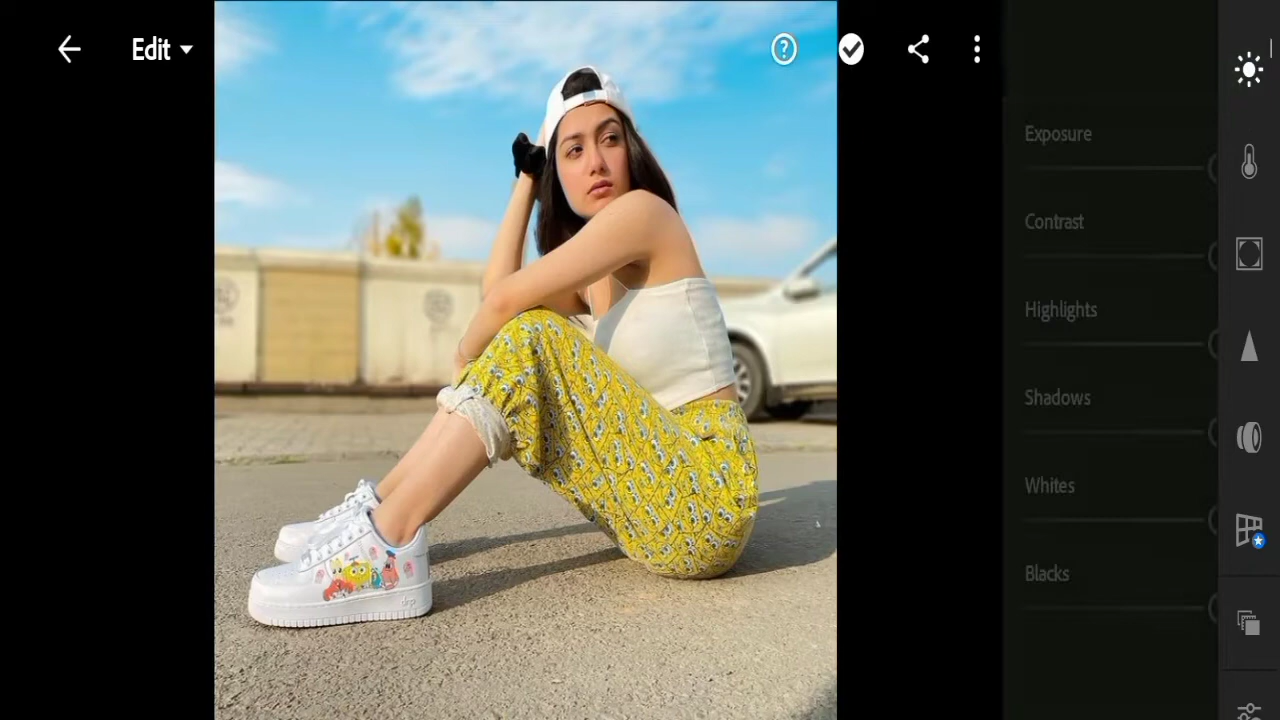 Edit
Exposure
Contrast
Highlights
Shadows
Whites
Blacks